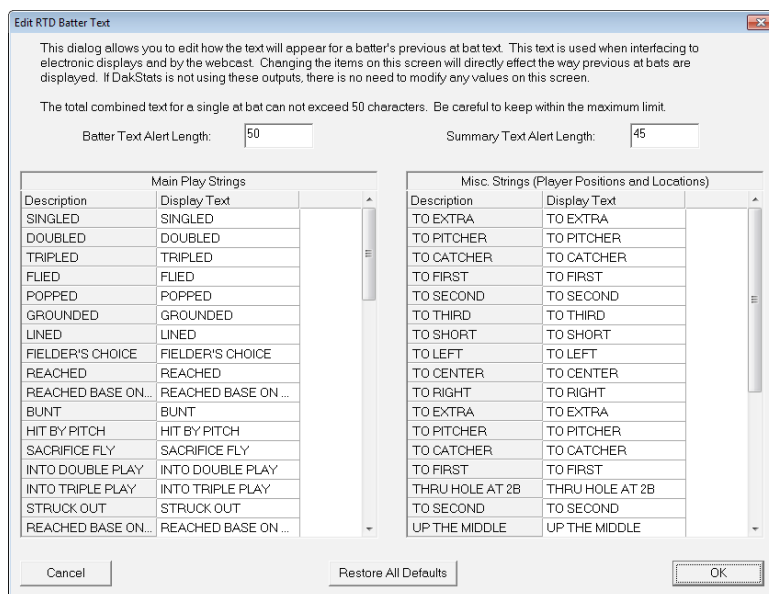 Edit RTD Batter Text
This dialog allows you to edit how the text will appear for a batter's previous at bat text. This text is used when interfacing to
electronic displays and by the webcast. Changing the items on this screen will directly effect the way previous at bats are
displayed. If DakStats is not using these outputs, there is no need to modify any values on this screen.
The total combined text for a single at bat can not exceed 50 characters. Be careful to keep within the maximum limit.
Batter Text Alert Length: 50 Summary Text Alert Length: 45
Main Play Strings
Description Display Text
SINGLED SINGLED
DOUBLED DOUBLED
TRIPLED TRIPLED
FLIED FLIED
POPPED POPPED
GROUNDED GROUNDED
LINED LINED
FIELDER'S CHOICE FIELDER'S CHOICE
REACHED REACHED
REACHED BASE ON... REACHED BASE ON ...
BUNT BUNT
HIT BY PITCH HIT BY PITCH
SACRIFICE FLY SACRIFICE FLY
INTO DOUBLE PLAY INTO DOUBLE PLAY
INTO TRIPLE PLAY INTO TRIPLE PLAY
STRUCK OUT STRUCK OUT
REACHED BASE ON... REACHED BASE ON ...
Misc. Strings (Player Positions and Locations)
Description Display Text
TO EXTRA TO EXTRA
TO PITCHER TO PITCHER
TO CATCHER TO CATCHER
TO FIRST TO FIRST
TO SECOND TO SECOND
TO THIRD TO THIRD
TO SHORT TO SHORT
TO LEFT TO LEFT
TO CENTER TO CENTER
TO RIGHT TO RIGHT
TO EXTRA TO EXTRA
TO PITCHER TO PITCHER
TO CATCHER TO CATCHER
TO FIRST TO FIRST
THRU HOLE AT 2B THRU HOLE AT 2B
TO SECOND TO SECOND
UP THE MIDDLE UP THE MIDDLE
Cancel Restore All Defaults OK